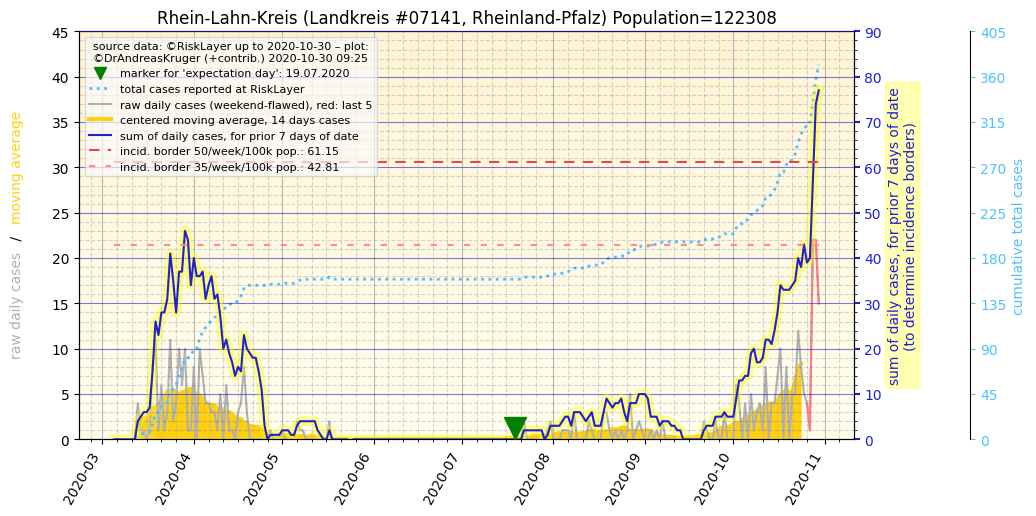 Rhein-Lahn-Kreis (Landkreis #07141, Rheinland-Pfalz) Population=122308
source data: ©RiskLayer up to 2020-10-30 – plot:
©DrAndreasKruger (+contrib.) 2020-10-30 09:25
marker for 'expectation day': 19.07.2020
total cases reported at RiskLayer
raw daily cases (weekend-flawed), red: last 5
centered moving average, 14 days cases
sum of daily cases, for prior 7 days of date
incid. border 50/week/100k pop.: 61.15
incid. border 35/week/100k pop.: 42.81
raw daily cases / moving average
45
40
35
30
25
20
15
10
5
0
2020-03
2020-04
2020-05
2020-06
2020-07
2020-08
2020-09
2020-10
2020-11
90
80
70
60
50
40
30
20
10
0
sum of daily cases, for prior 7 days of date
(to determine incidence borders)
405
360
315
270
225
180
135
90
45
0
cumulative total cases